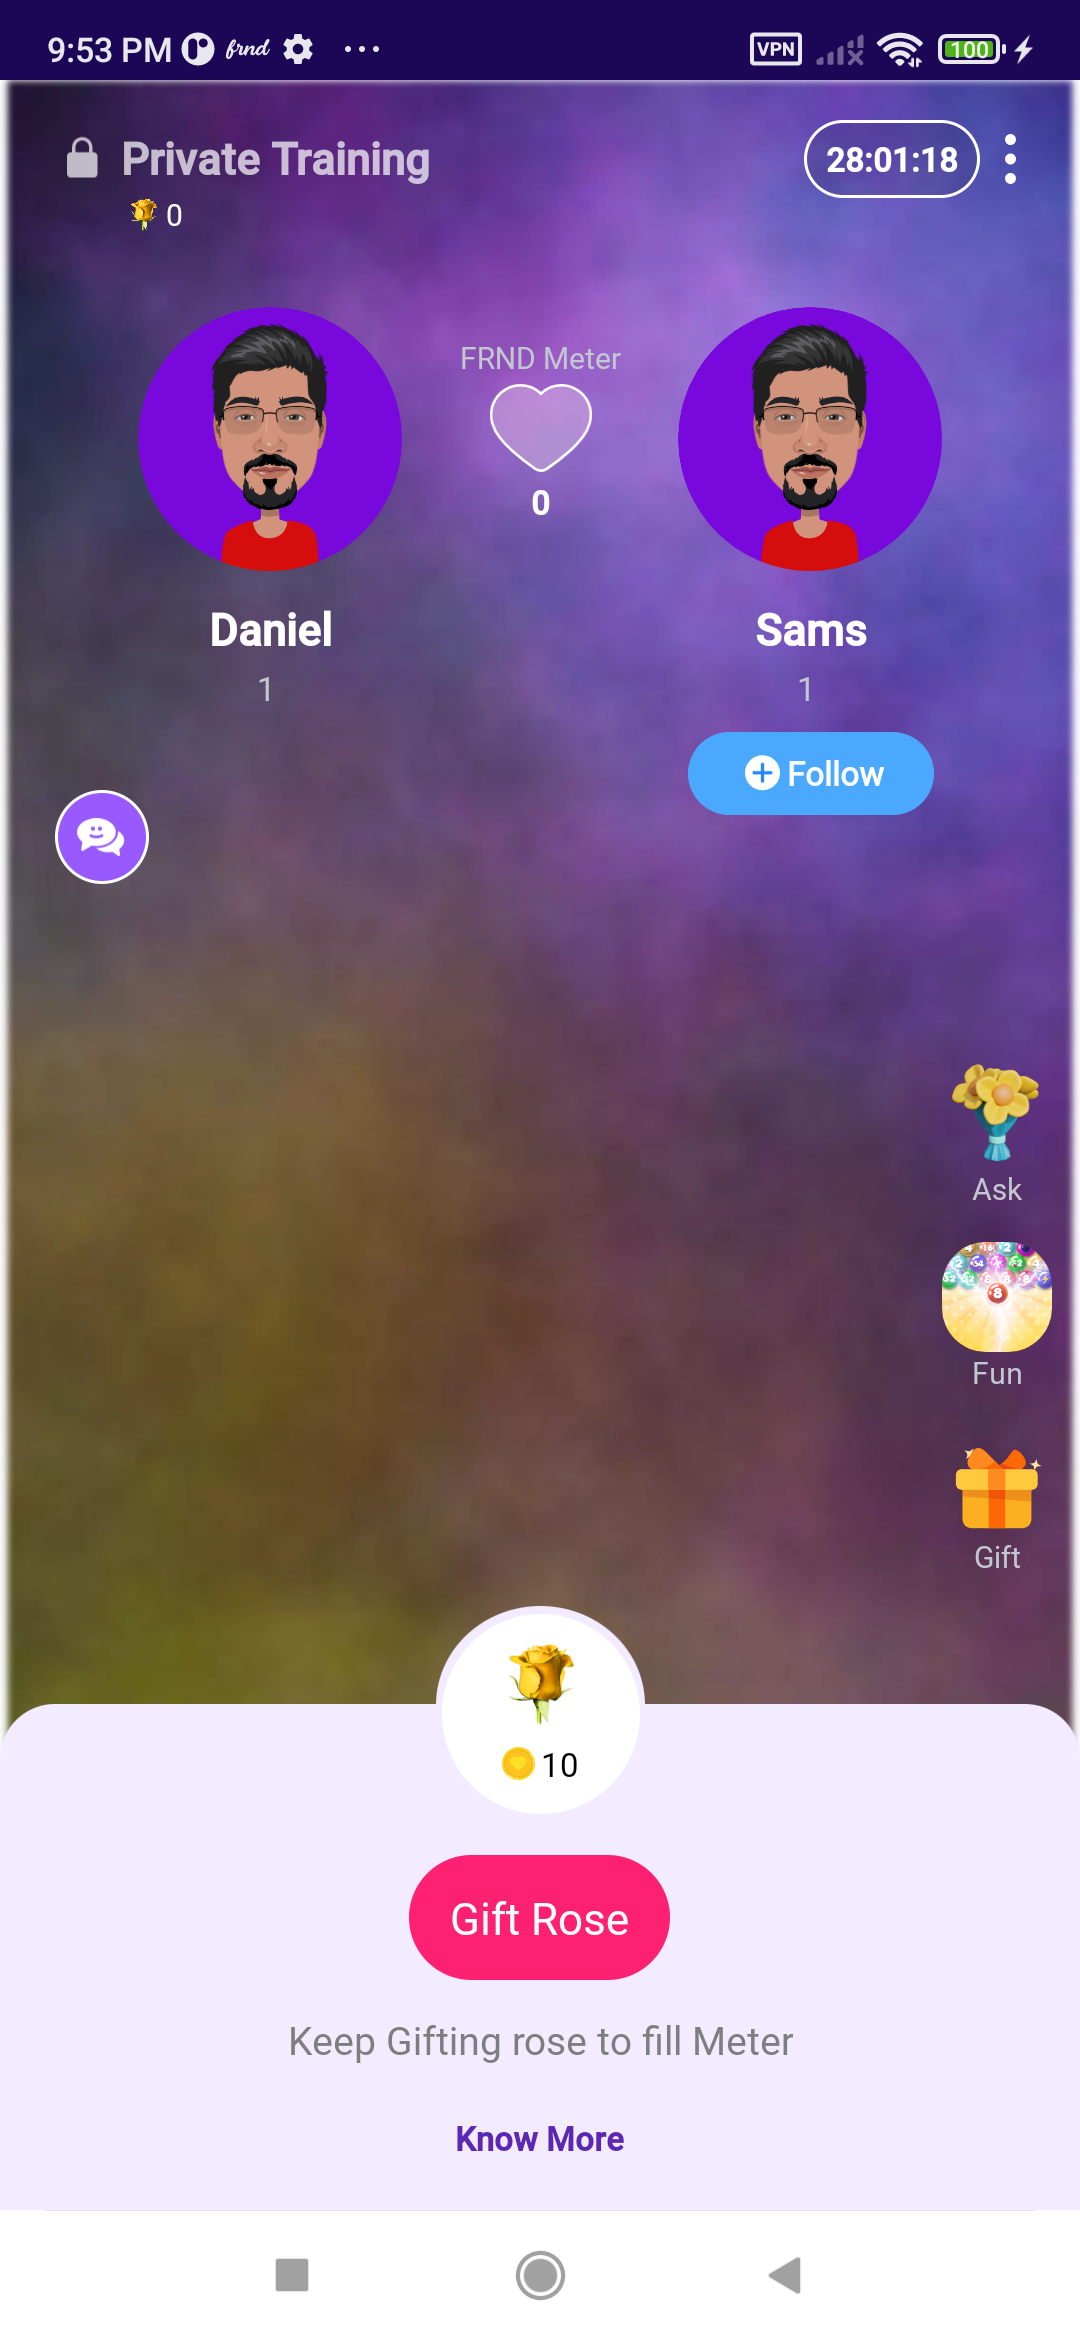 9:53 PM frnd VPN 100
Private Training 28:01:18
0
FRND Meter
0
Daniel Sams
1 1
Follow
Ask
Fun
Gift
10
Gift Rose
Keep Gifting rose to fill Meter
Know More